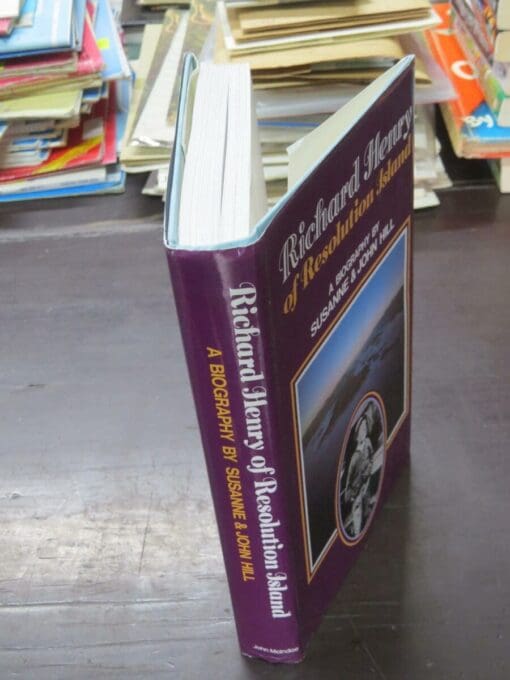 Richard Henry
of Resolution Island
A BIOGRAPHY BY
SUSANNE & JOHN HILL
Richard Henry of Resolution Island
A BIOGRAPHY BY SUSANNE & JOHN HILL
John McIndoe
By